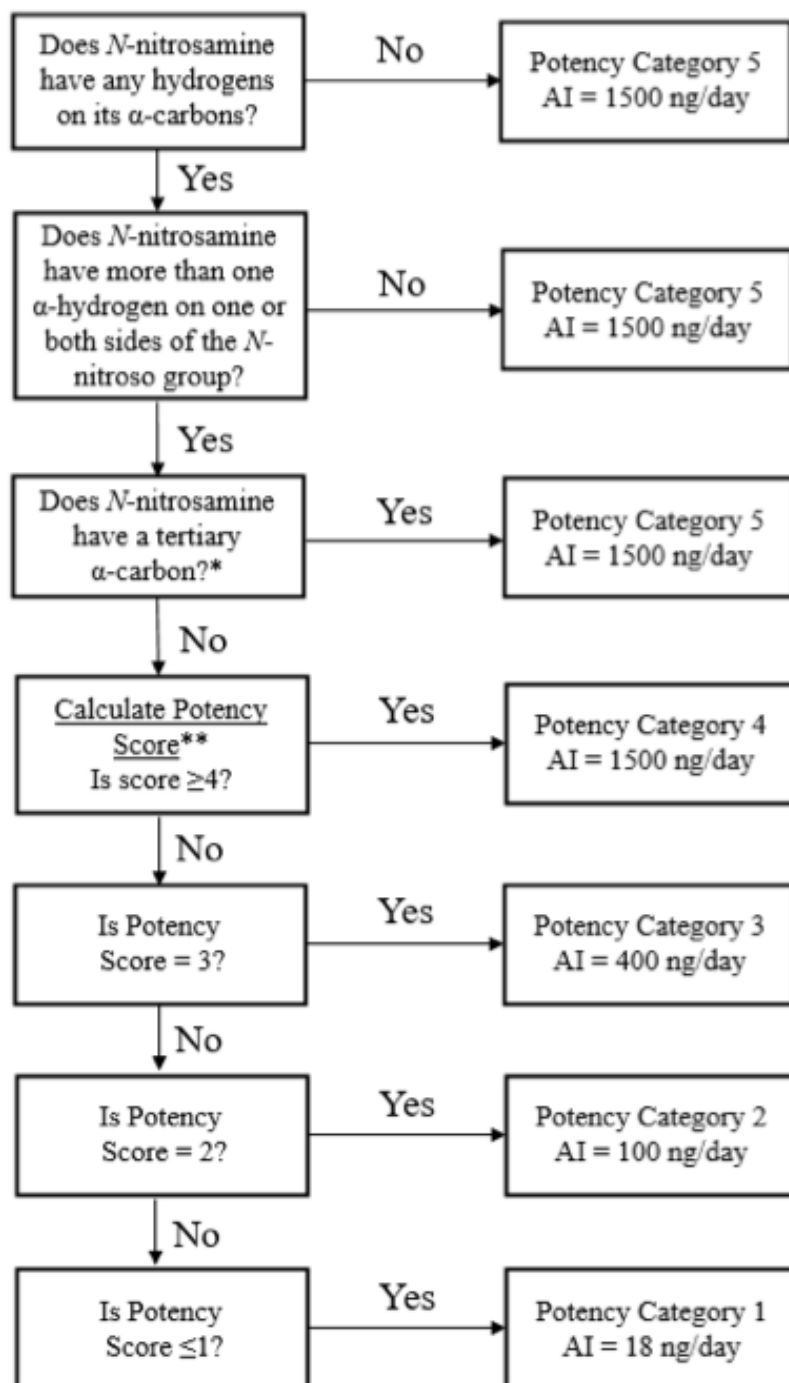 Does N-nitrosamine
have any hydrogens
on its α-carbons?
No
Potency Category 5
AI = 1500 ng/day
Yes
Does N-nitrosamine
have more than one
α-hydrogen on one or
both sides of the N-
nitroso group?
No
Potency Category 5
AI = 1500 ng/day
Yes
Does N-nitrosamine
have a tertiary
α-carbon?*
Yes
Potency Category 5
AI = 1500 ng/day
No
Calculate Potency
Score**
Is score ≥4?
Yes
Potency Category 4
AI = 1500 ng/day
No
Is Potency
Score = 3?
Yes
Potency Category 3
AI = 400 ng/day
No
Is Potency
Score = 2?
Yes
Potency Category 2
AI = 100 ng/day
No
Is Potency
Score ≤1?
Yes
Potency Category 1
AI = 18 ng/day